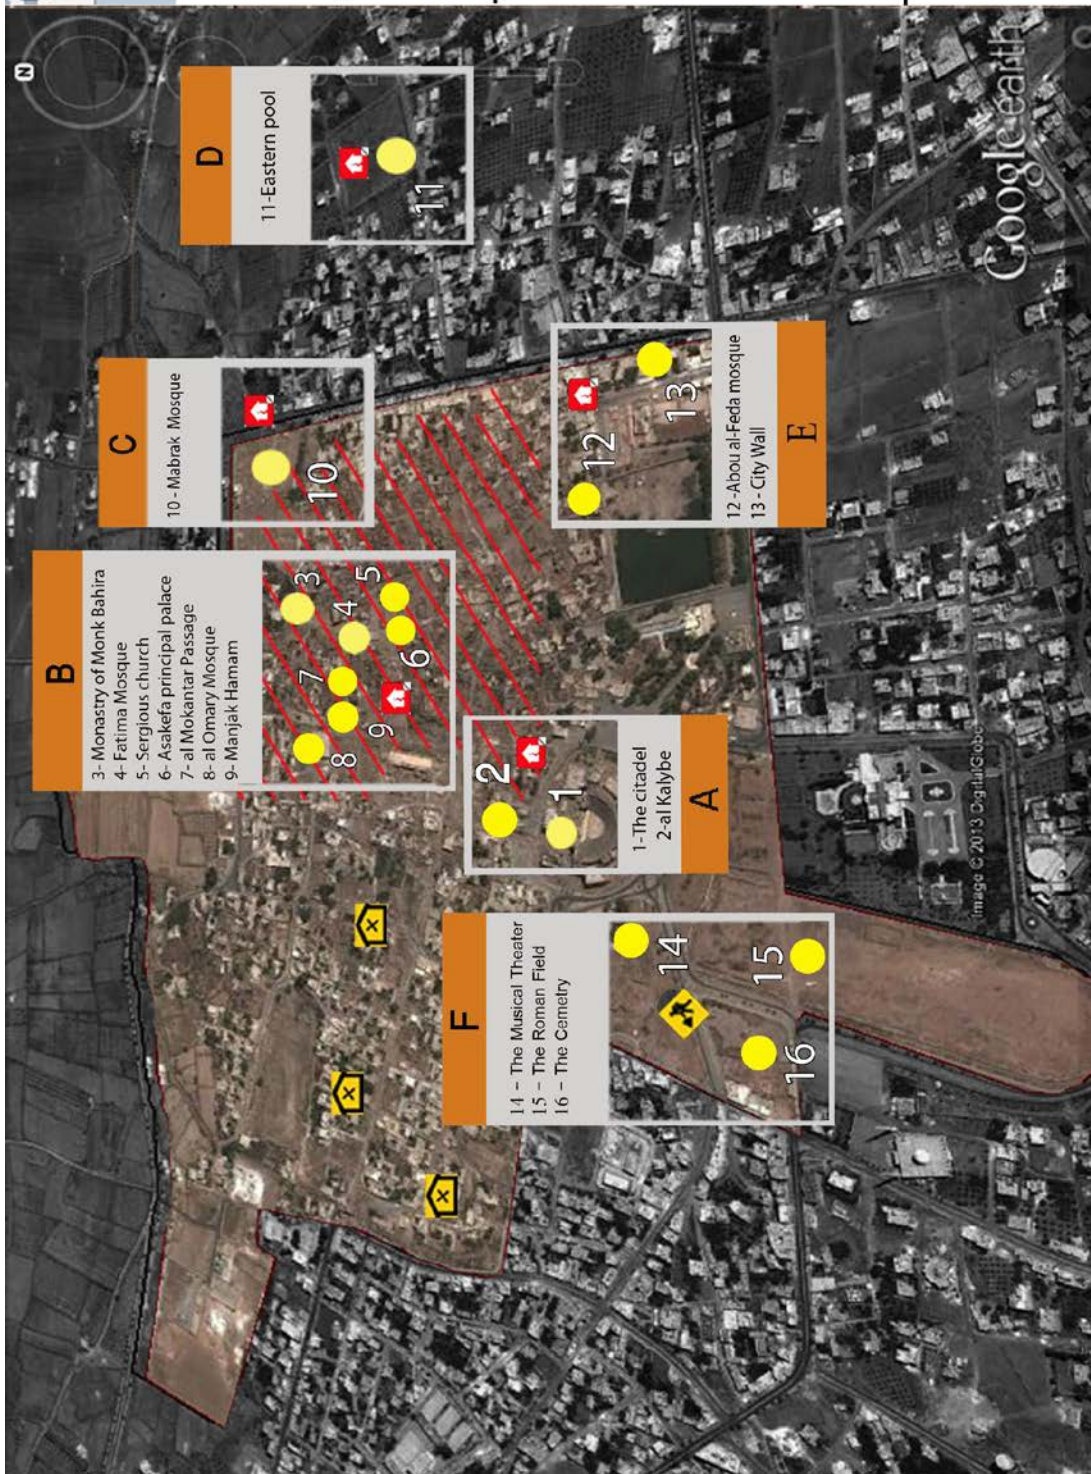 B
3- Monastry of Monk Bahira
4- Fatima Mosque
5- Sergious church
6- Asakefa principal palace
7- al Mokantar Passage
8- al Omary Mosque
9- Manjak Hamam
3
4
5
6
7
8
9
C
10 - Mabrak Mosque
10
D
11-Eastern pool
11
F
14 – The Musical Theater
15 – The Roman Field
16 – The Cemetry
14
15
16
2
1
1-The citadel
2-al Kalybe
A
12
13
12 -Abou al-Feda mosque
13 - City Wall
E
N
Image © 2013 DigitalGlobe
Google earth